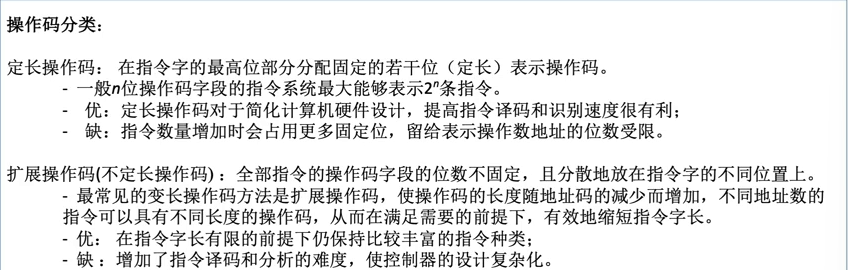 操作码分类：
定长操作码： 在指令字的最高位部分分配固定的若干位（定长）表示操作码。
- 一般n位操作码字段的指令系统最大能够表示2ⁿ条指令。
- 优：定长操作码对于简化计算机硬件设计，提高指令译码和识别速度很有利；
- 缺：指令数量增加时会占用更多固定位，留给表示操作数地址的位数受限。
扩展操作码(不定长操作码)：全部指令的操作码字段的位数不固定，且分散地放在指令字的不同位置上。
- 最常见的变长操作码方法是扩展操作码，使操作码的长度随地址码的减少而增加，不同地址数的
指令可以具有不同长度的操作码，从而在满足需要的前提下，有效地缩短指令字长。
- 优： 在指令字长有限的前提下仍保持比较丰富的指令种类；
- 缺 ：增加了指令译码和分析的难度，使控制器的设计复杂化。